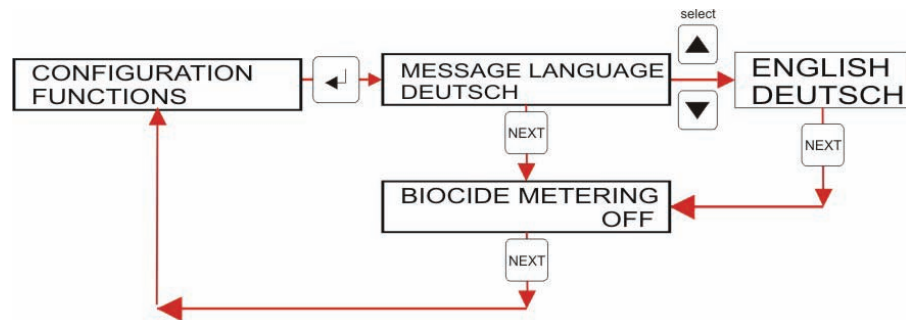 select
CONFIGURATION
FUNCTIONS
MESSAGE LANGUAGE
DEUTSCH
ENGLISH
DEUTSCH
NEXT
NEXT
BIOCIDE METERING
OFF
NEXT